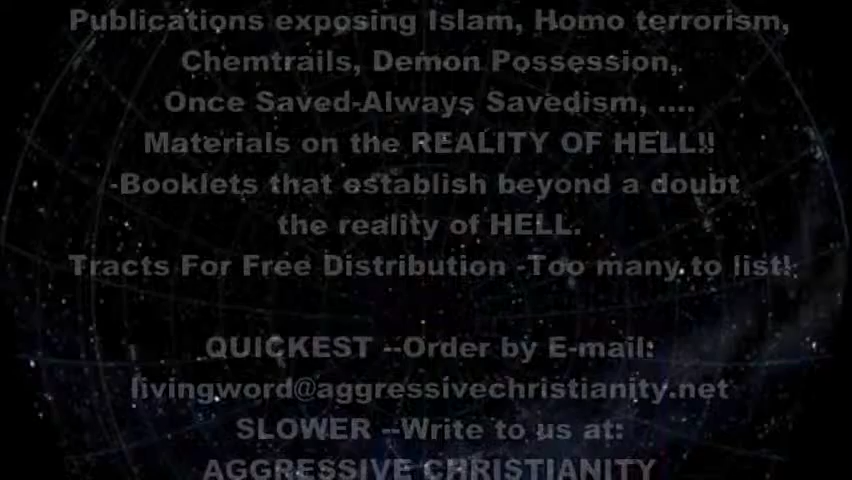 Publications exposing Islam, Homo terrorism,
Chemtrails, Demon Possession,
Once Saved-Always Savedism, ....
Materials on the REALITY OF HELL!!
-Booklets that establish beyond a doubt
the reality of HELL.
Tracts For Free Distribution -Too many to list!
QUICKEST --Order by E-mail:
livingword@aggressivechristianity.net
SLOWER --Write to us at:
AGGRESSIVE CHRISTIANITY